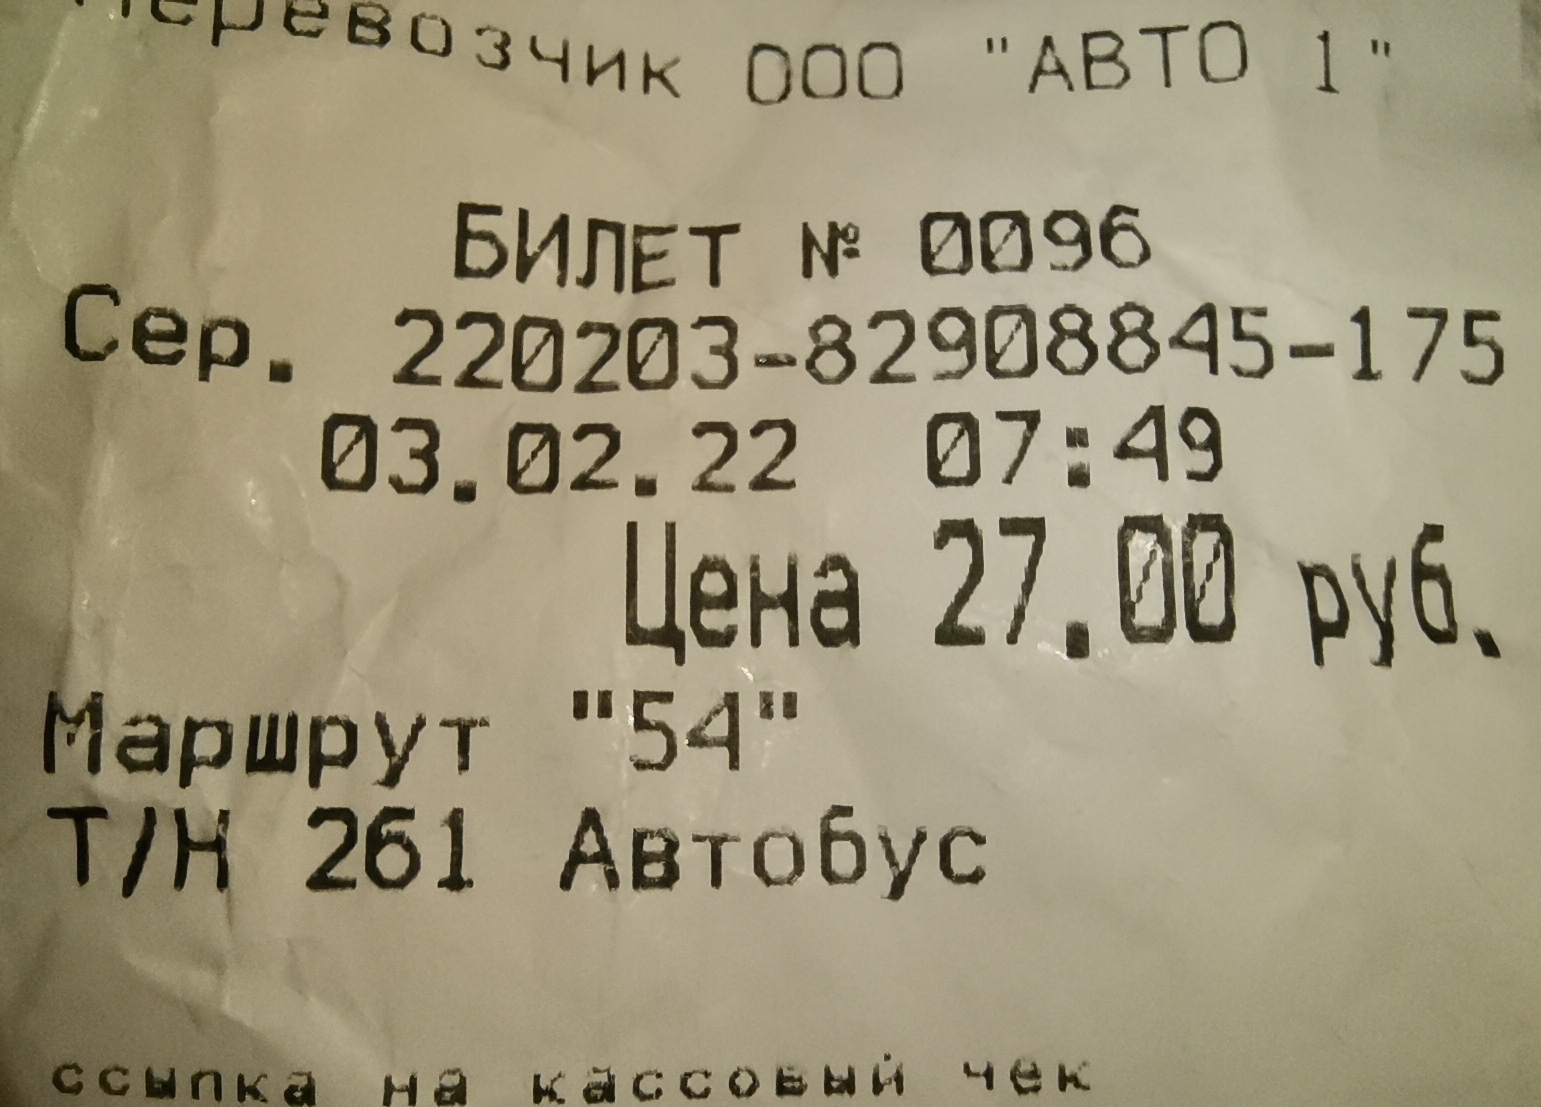 Перевозчик ООО "АВТО 1"
БИЛЕТ № 0096
Сер. 220203-82908845-175
03.02.22 07:49
Цена 27.00 руб.
Маршрут "54"
Т/Н 261 Автобус
ссылка на кассовый чек